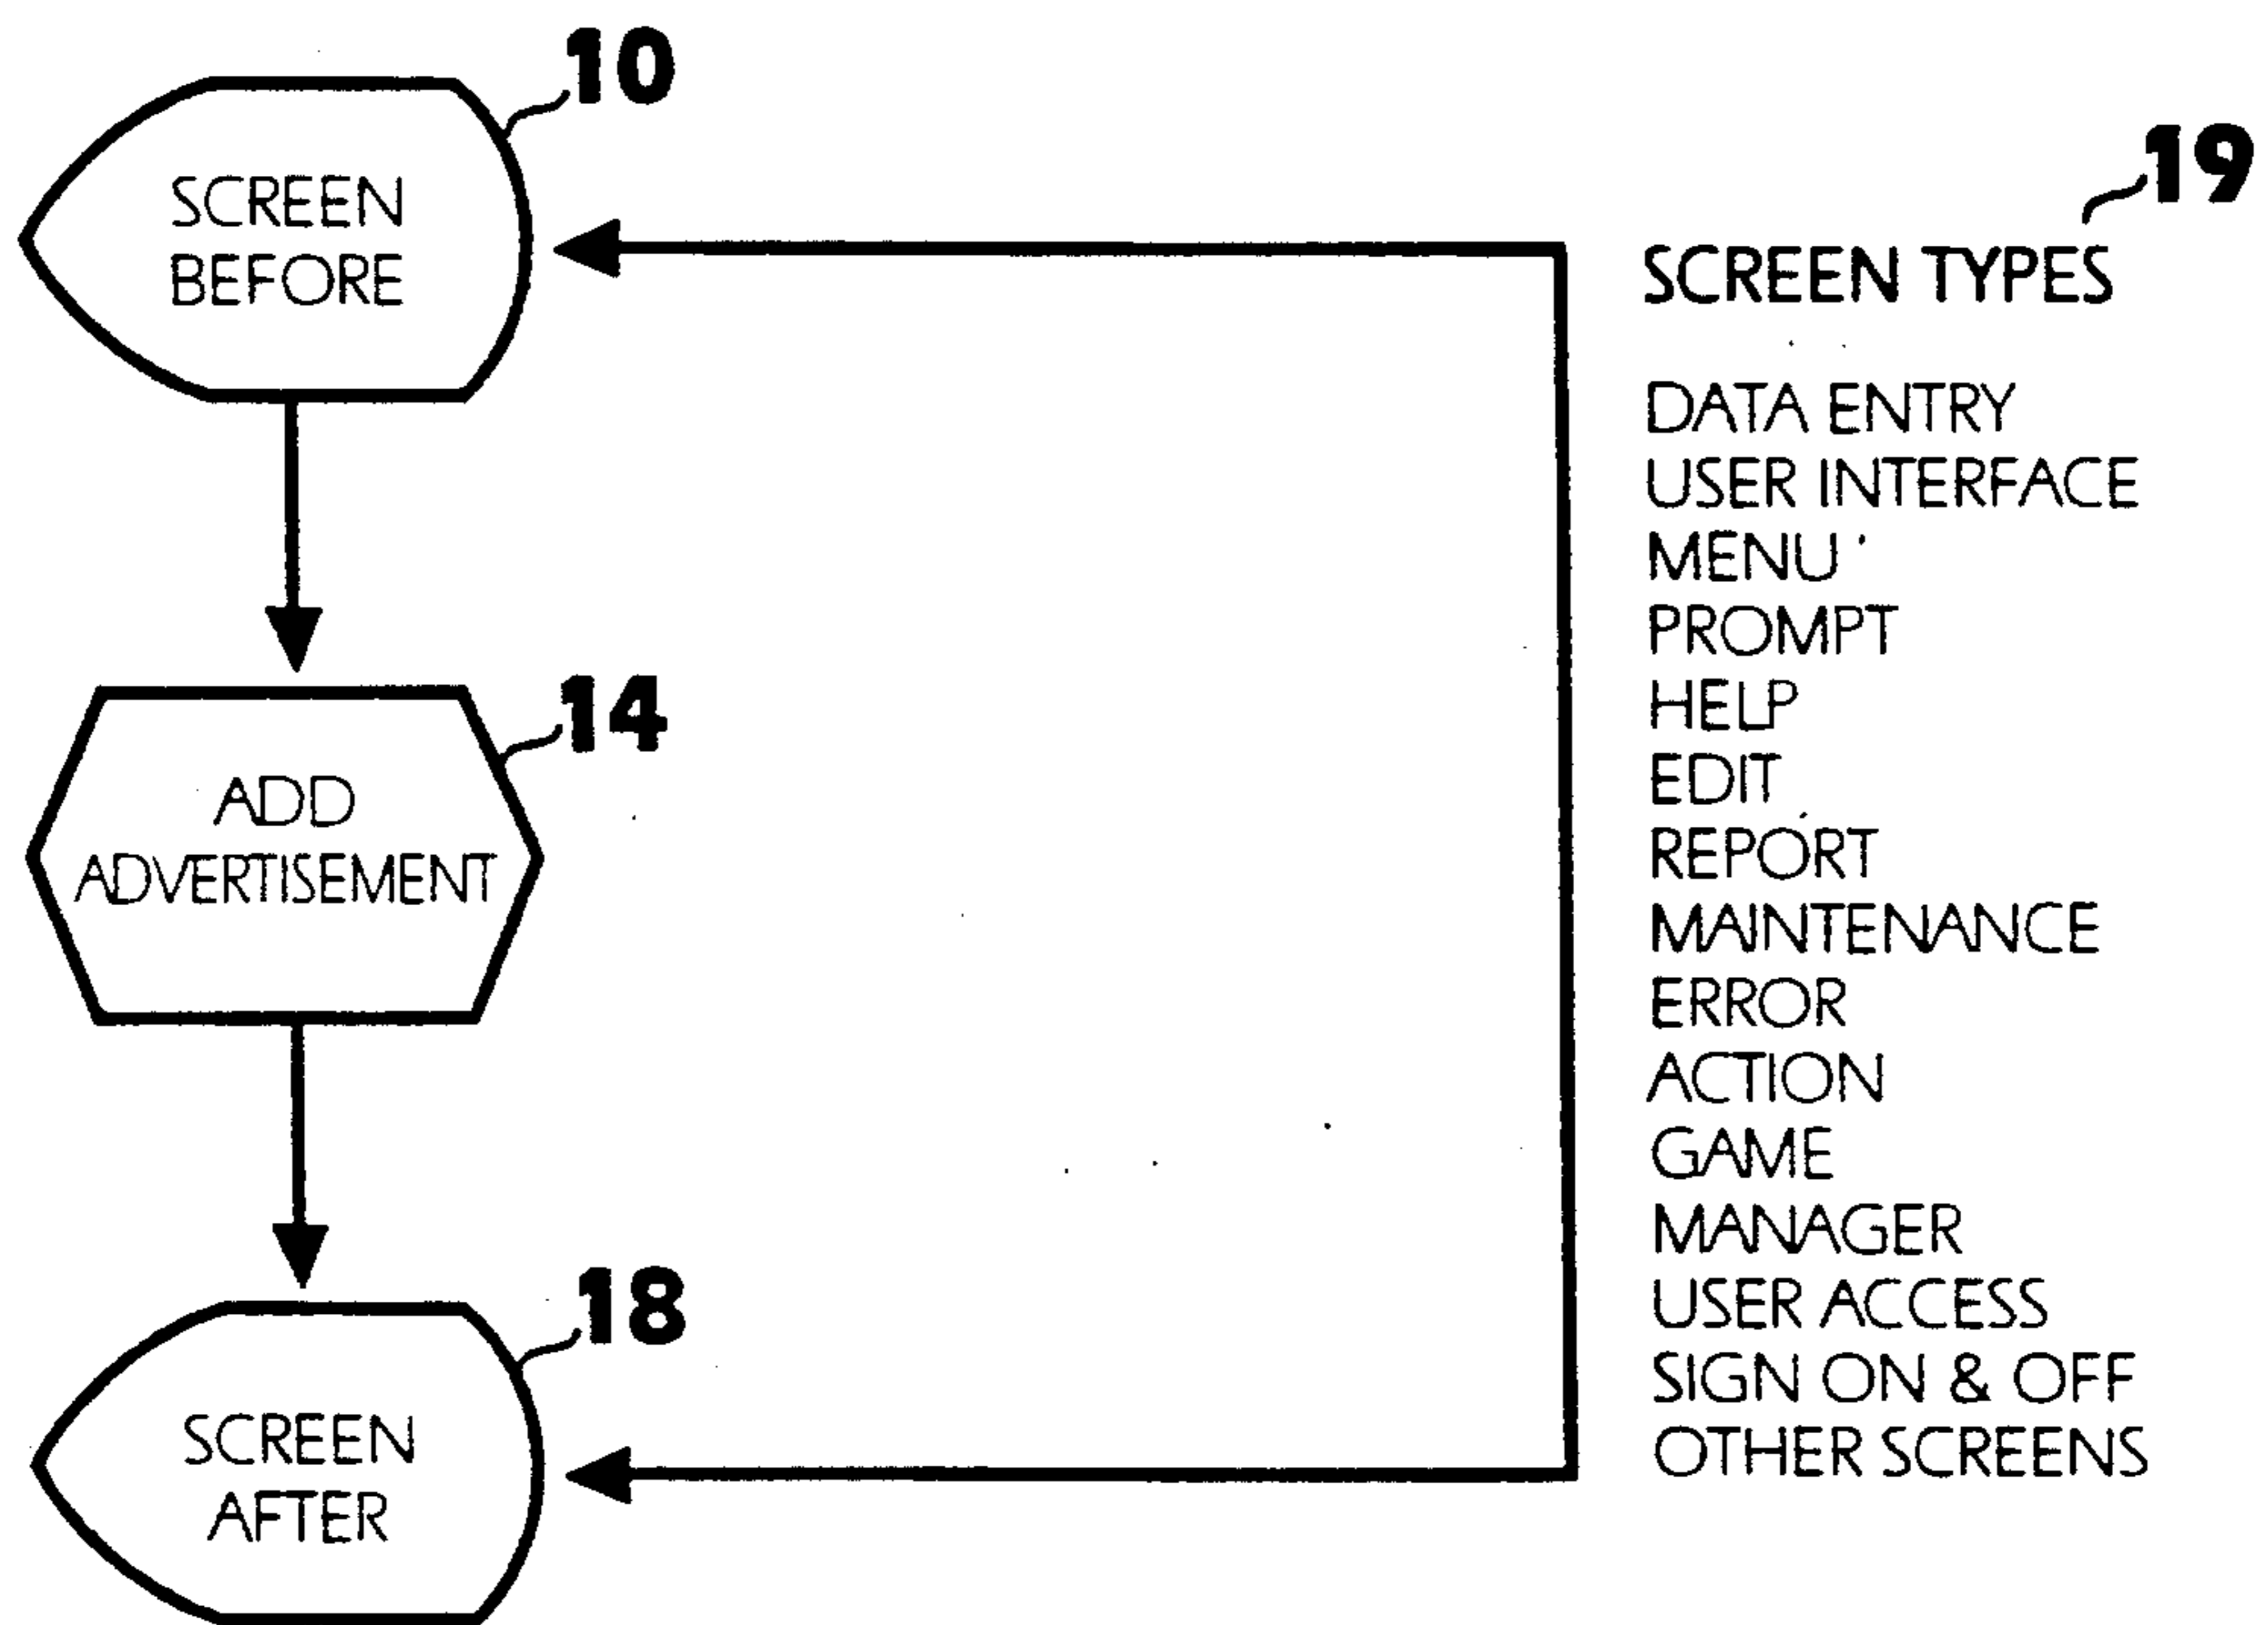 10
SCREEN
BEFORE
14
ADD
ADVERTISEMENT
18
SCREEN
AFTER
19
SCREEN TYPES
DATA ENTRY
USER INTERFACE
MENU
PROMPT
HELP
EDIT
REPORT
MAINTENANCE
ERROR
ACTION
GAME
MANAGER
USER ACCESS
SIGN ON & OFF
OTHER SCREENS